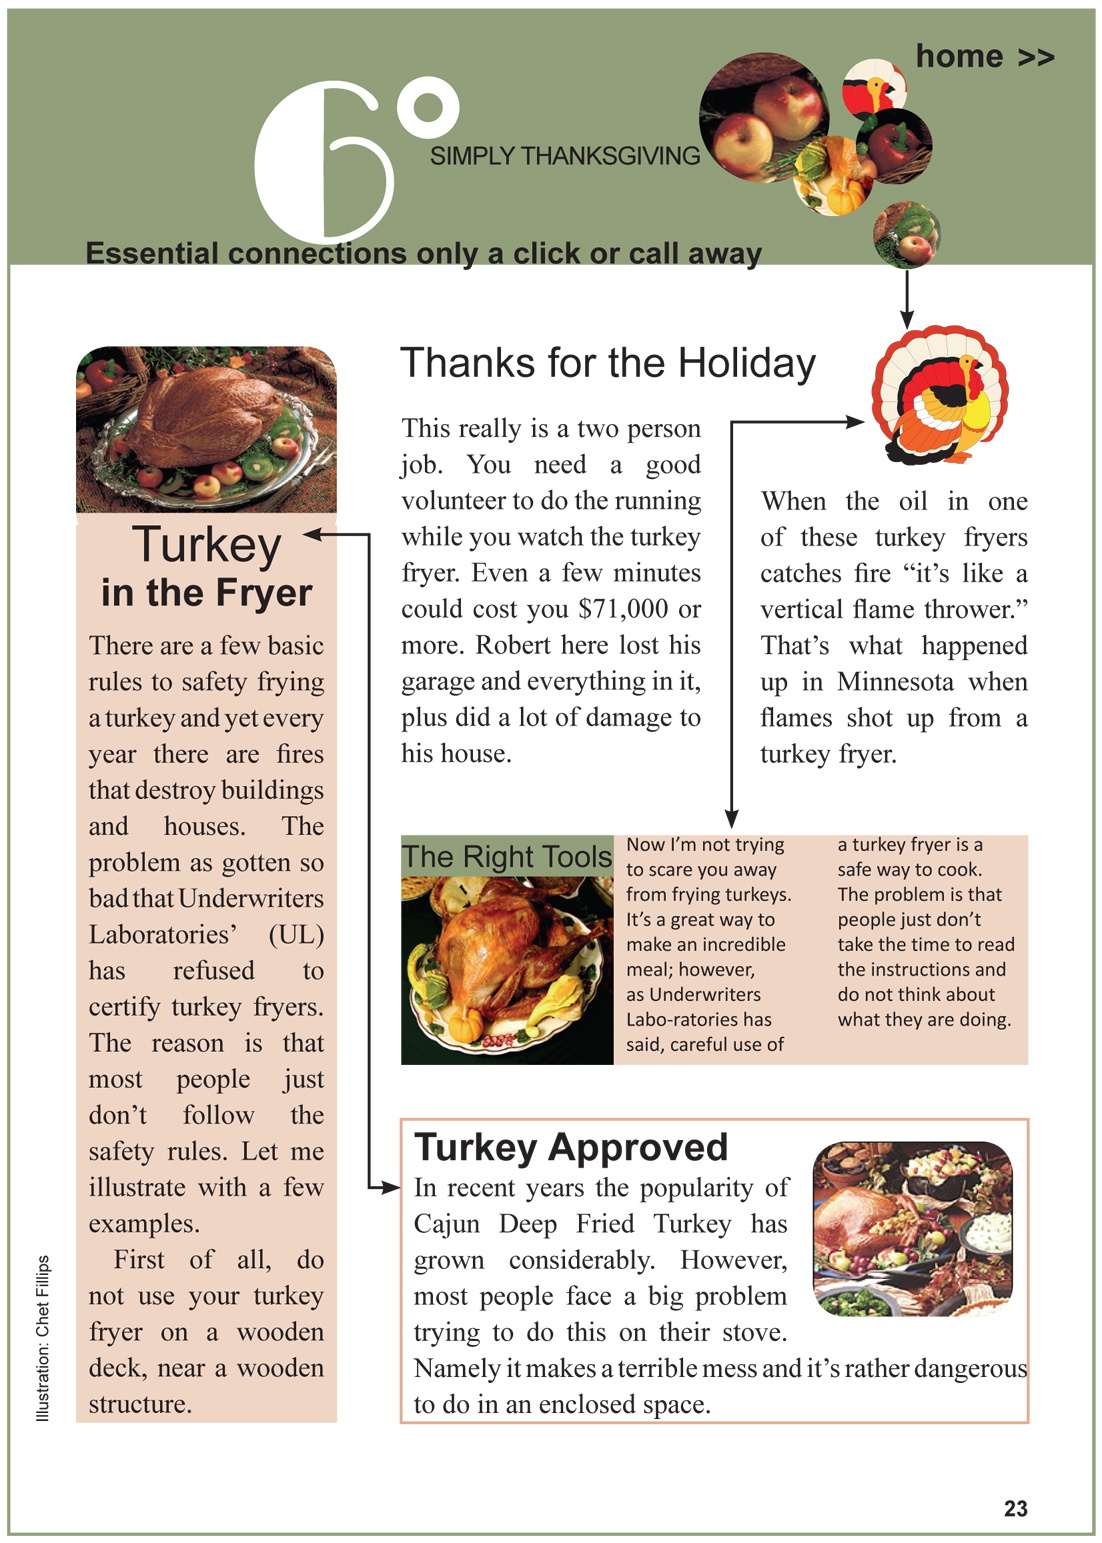 home >>
6°
SIMPLY THANKSGIVING
Essential connections only a click or call away
Turkey
in the Fryer
There are a few basic
rules to safety frying
a turkey and yet every
year there are fires
that destroy buildings
and houses. The
problem as gotten so
bad that Underwriters
Laboratories’ (UL)
has refused to
certify turkey fryers.
The reason is that
most people just
don’t follow the
safety rules. Let me
illustrate with a few
examples.
First of all, do
not use your turkey
fryer on a wooden
deck, near a wooden
structure.
Illustration: Chet Fillips
Thanks for the Holiday
This really is a two person
job. You need a good
volunteer to do the running
while you watch the turkey
fryer. Even a few minutes
could cost you $71,000 or
more. Robert here lost his
garage and everything in it,
plus did a lot of damage to
his house.
When the oil in one
of these turkey fryers
catches fire “it’s like a
vertical flame thrower.”
That’s what happened
up in Minnesota when
flames shot up from a
turkey fryer.
The Right Tools
Now I’m not trying
to scare you away
from frying turkeys.
It’s a great way to
make an incredible
meal; however,
as Underwriters
Labo-ratories has
said, careful use of
a turkey fryer is a
safe way to cook.
The problem is that
people just don’t
take the time to read
the instructions and
do not think about
what they are doing.
Turkey Approved
In recent years the popularity of
Cajun Deep Fried Turkey has
grown considerably. However,
most people face a big problem
trying to do this on their stove.
Namely it makes a terrible mess and it’s rather dangerous
to do in an enclosed space.
23